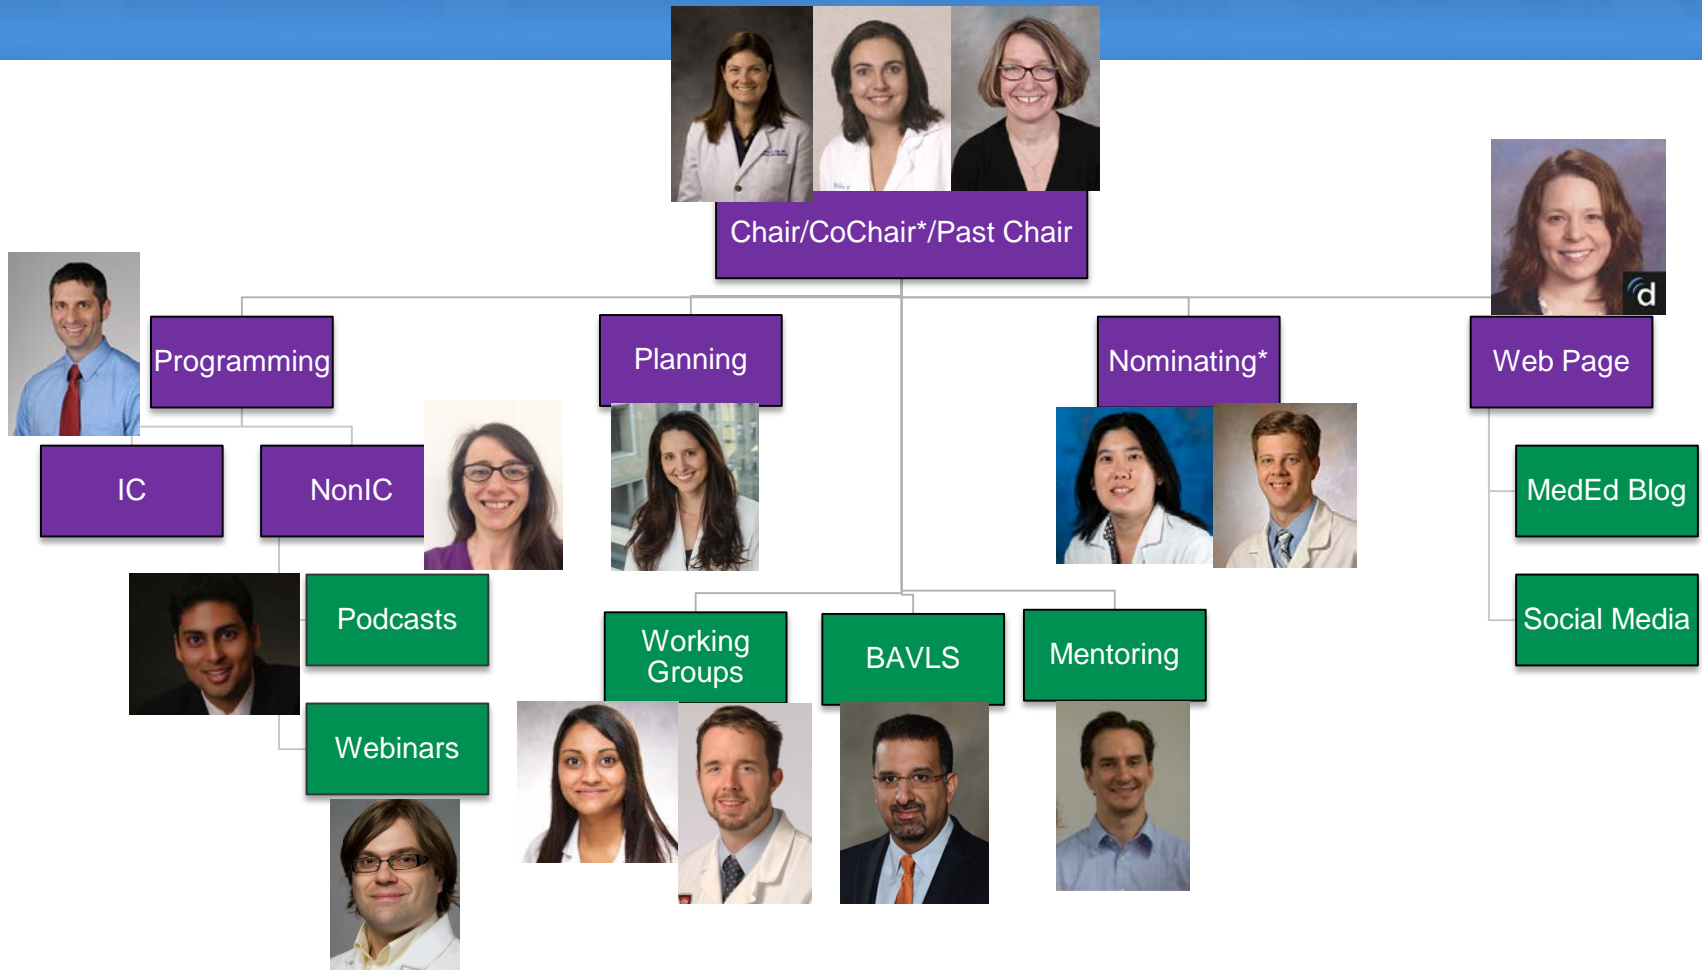 Chair/CoChair*/Past Chair
Programming
Planning
Nominating*
Web Page
IC
NonIC
MedEd Blog
Podcasts
Working
Groups
BAVLS
Mentoring
Social Media
Webinars
d